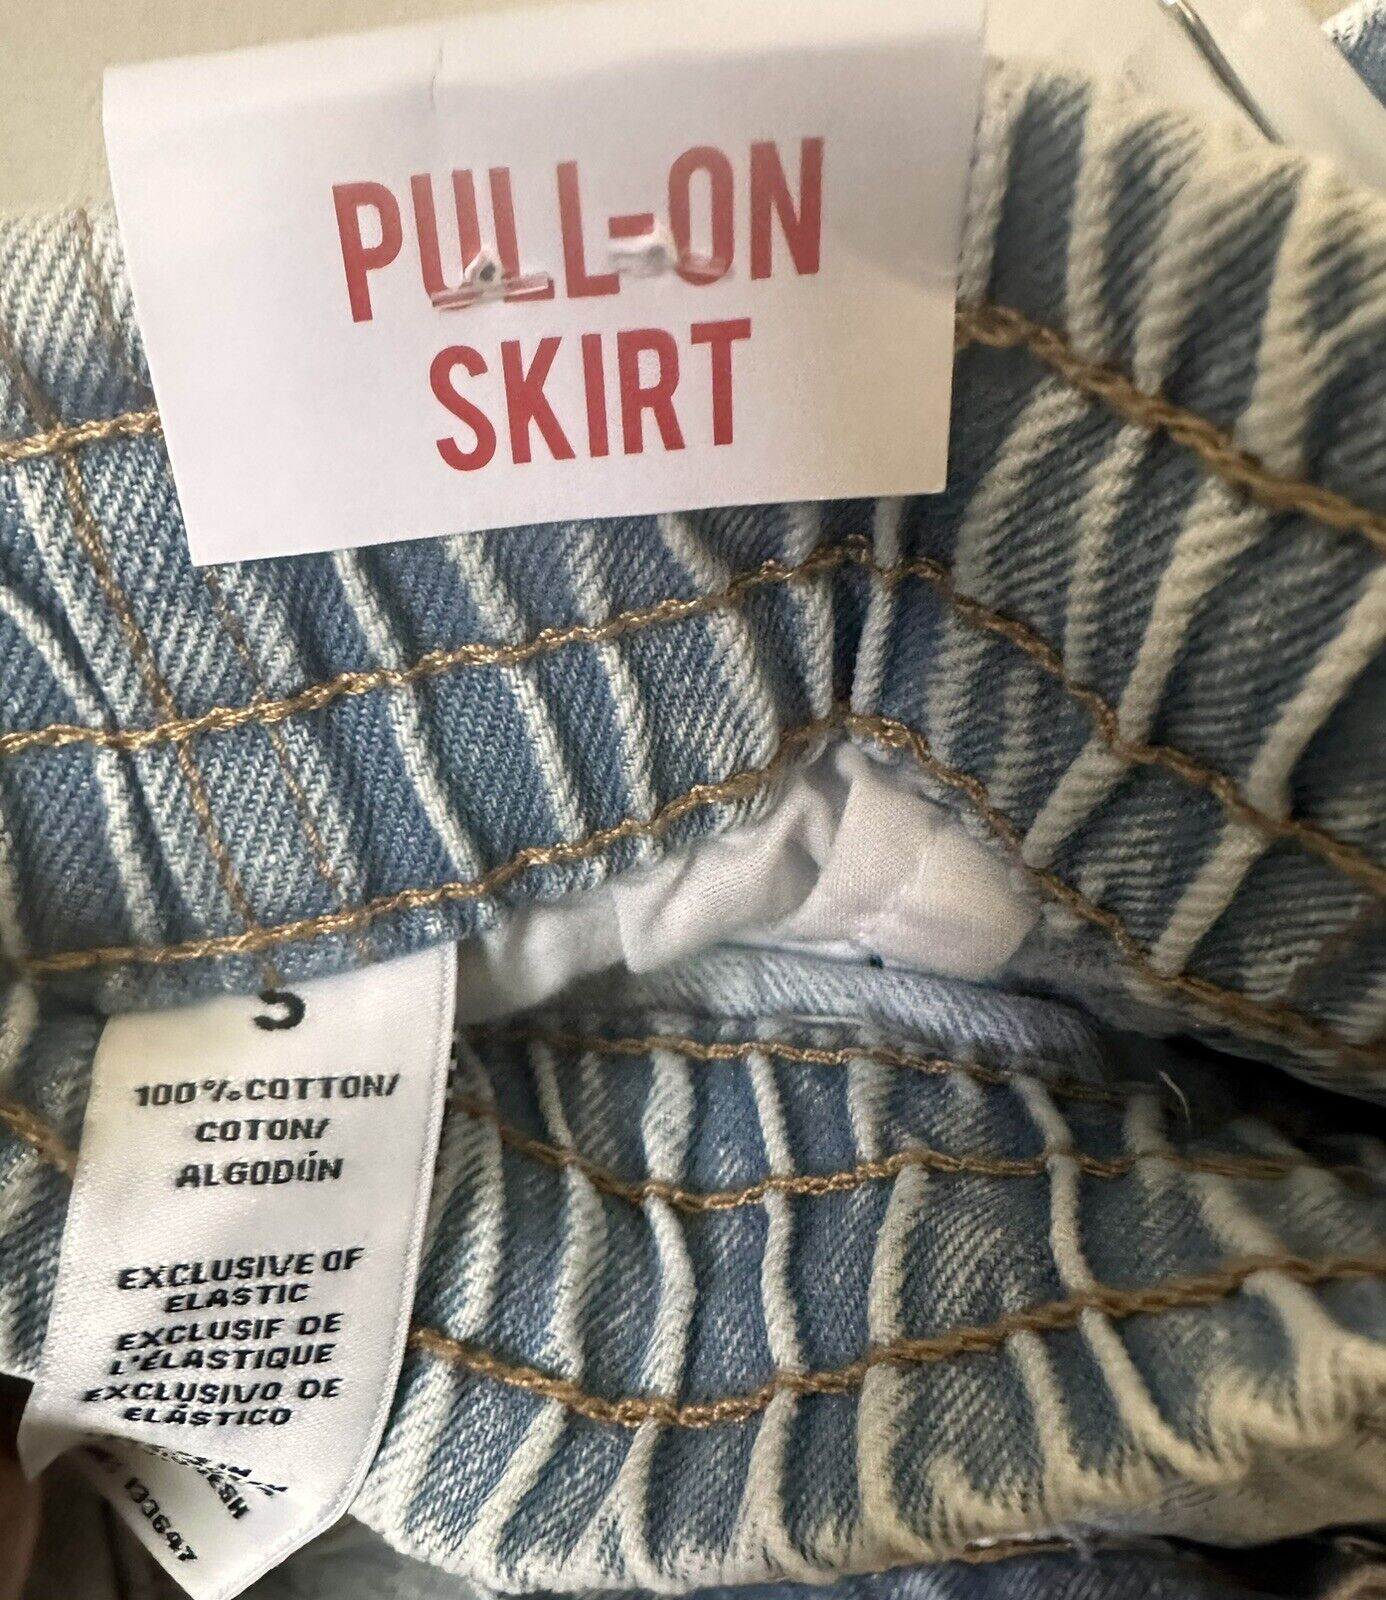 PULL-ON
SKIRT
100% COTTON/
COTON/
ALGODÓN
EXCLUSIVE OF
ELASTIC
EXCLUSIF DE
L'ÉLASTIQUE
EXCLUSIVO DE
ELÁSTICO